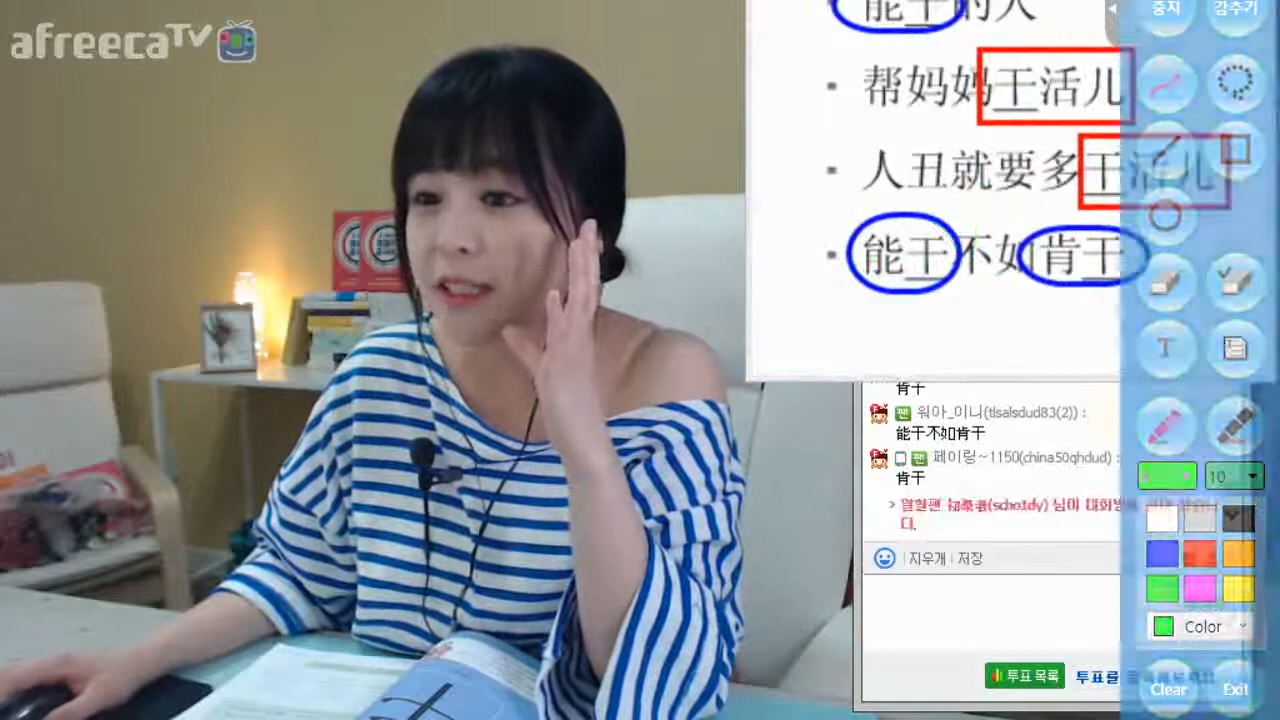 afreecaTV
能干的人
帮妈妈干活儿
人丑就要多干活儿
能干不如肯干
肯干
워아_이니(tlsalsdud83(2)) :
能干不如肯干
페이링~1150(china50qhdud) :
肯干
다.
지우개 | 저장
투표 목록
중지
감추기
T
10
Color
Clear
Exit